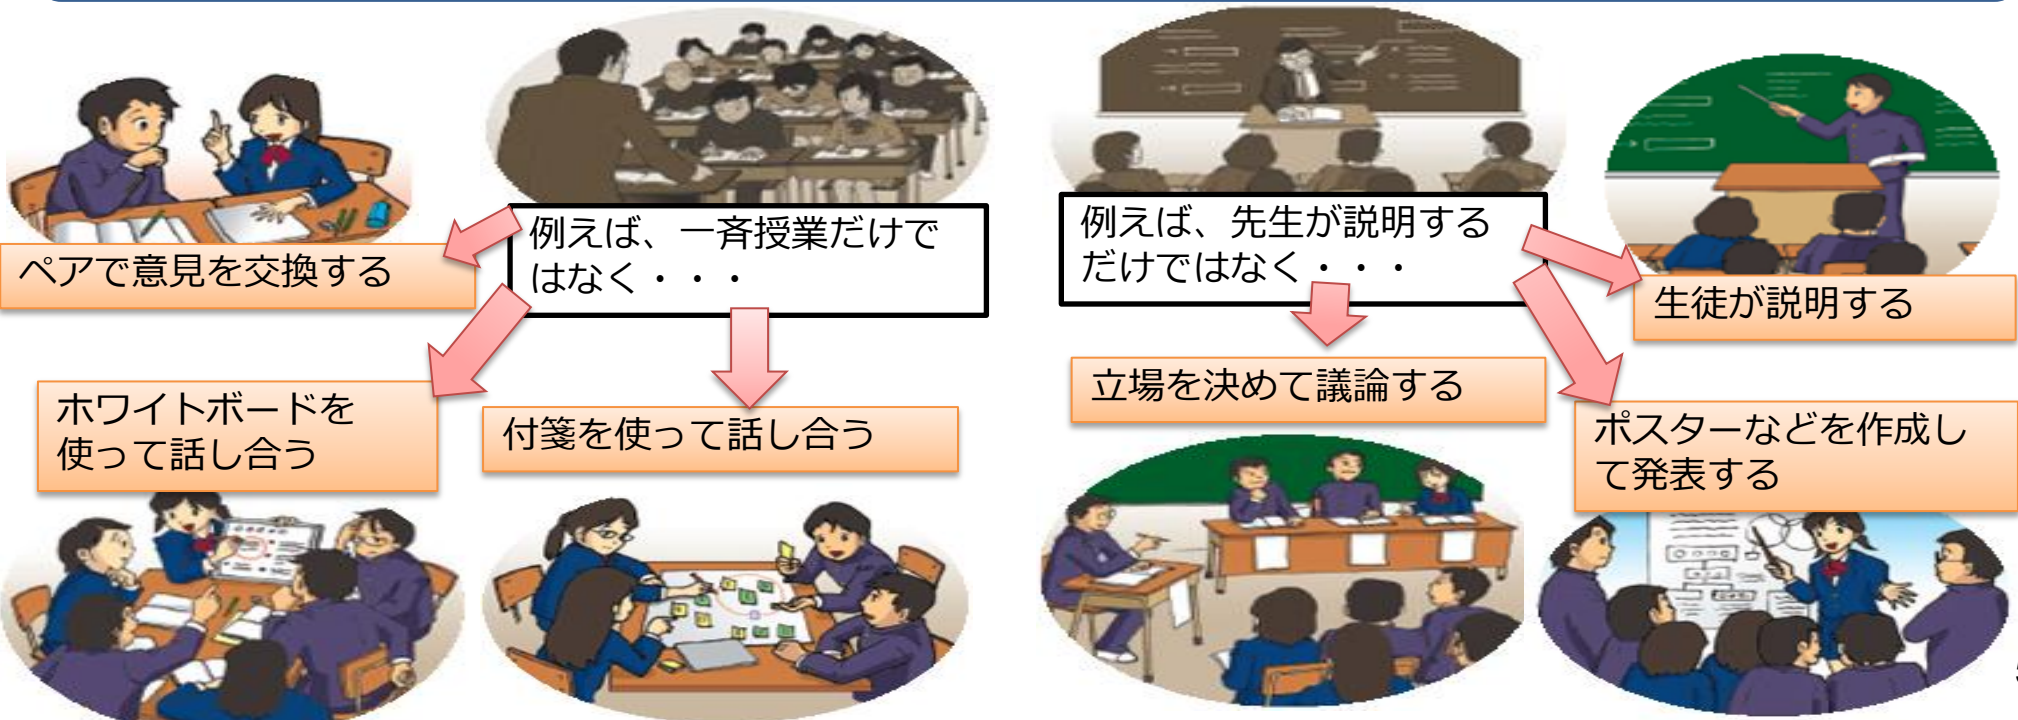 例えば、一斉授業だけで
はなく・・・
ペアで意見を交換する
ホワイトボードを
使って話し合う
付箋を使って話し合う
例えば、先生が説明する
だけではなく・・・
生徒が説明する
立場を決めて議論する
ポスターなどを作成し
て発表する